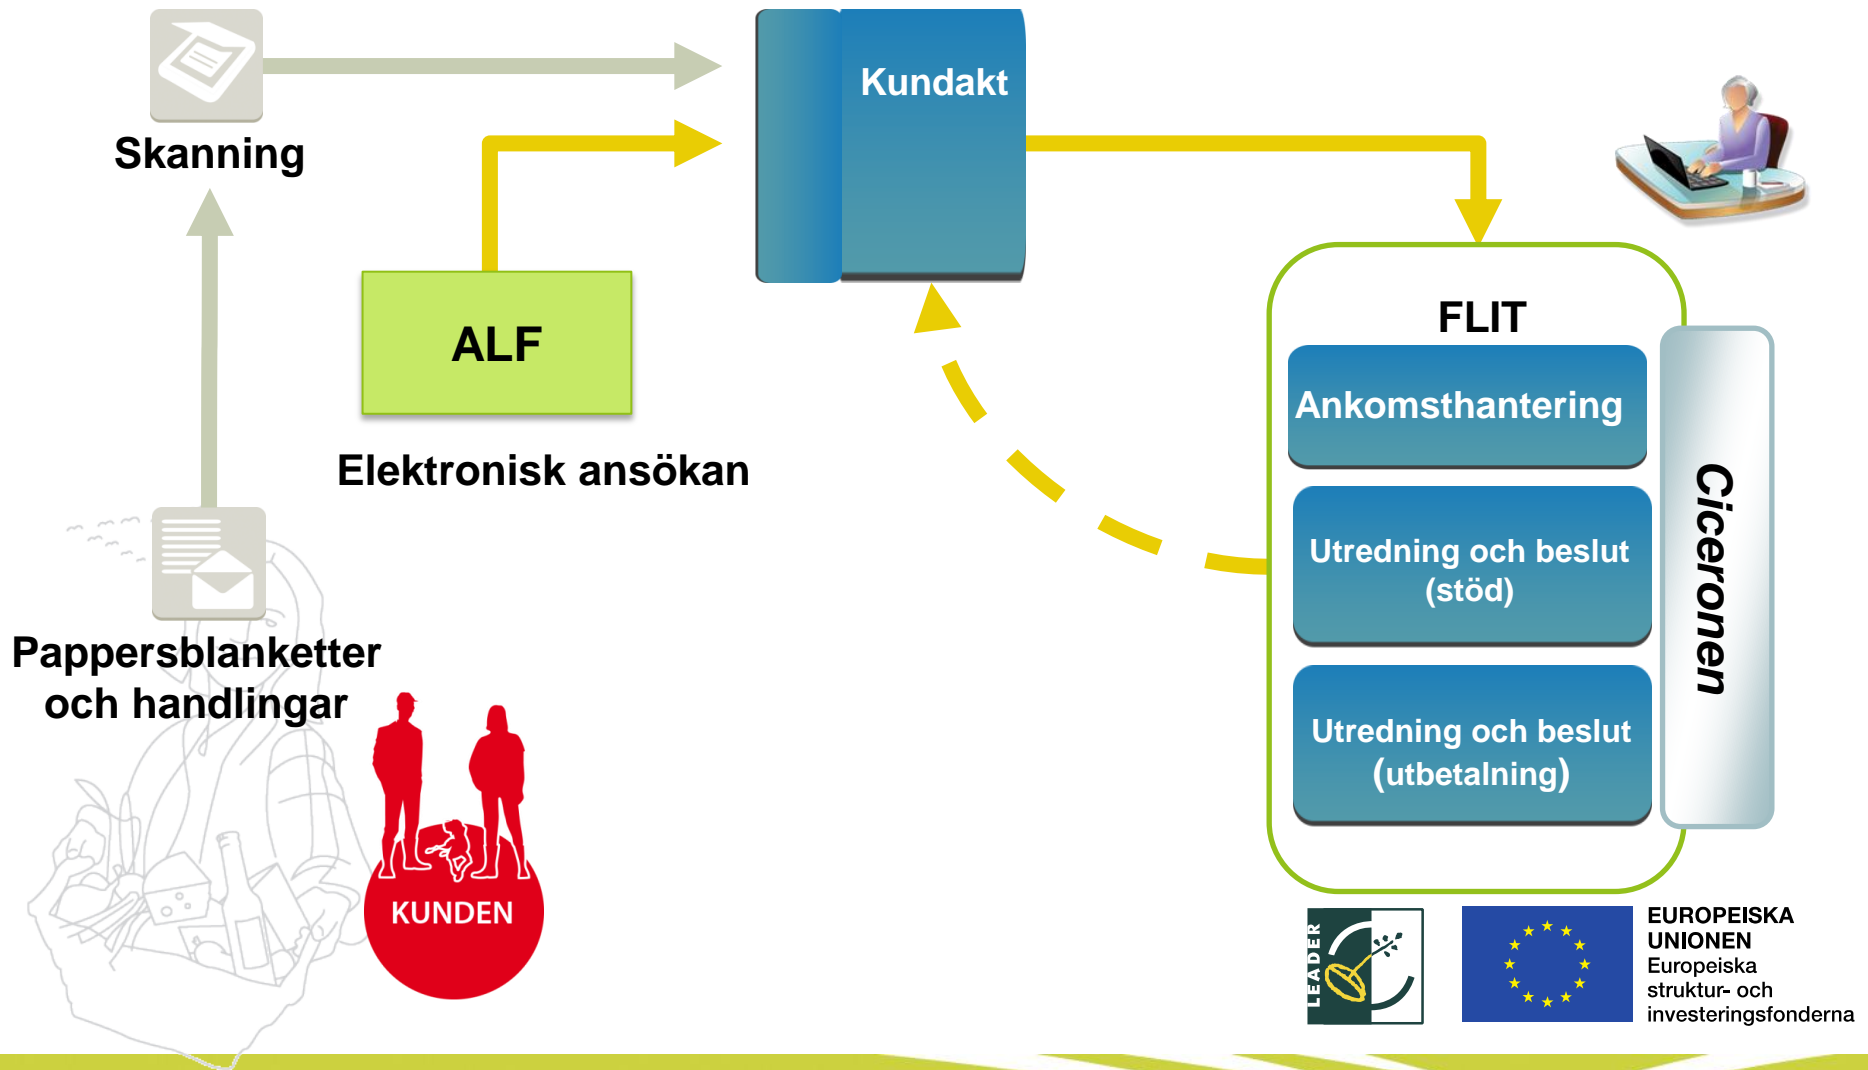 Kundakt
Skanning
ALF
Elektronisk ansökan
Pappersblanketter
och handlingar
KUNDEN
FLIT
Ankomsthantering
Utredning och beslut
(stöd)
Utredning och beslut
(utbetalning)
Ciceronen
LEADER
EUROPEISKA
UNIONEN
Europeiska
struktur- och
investeringsfonderna